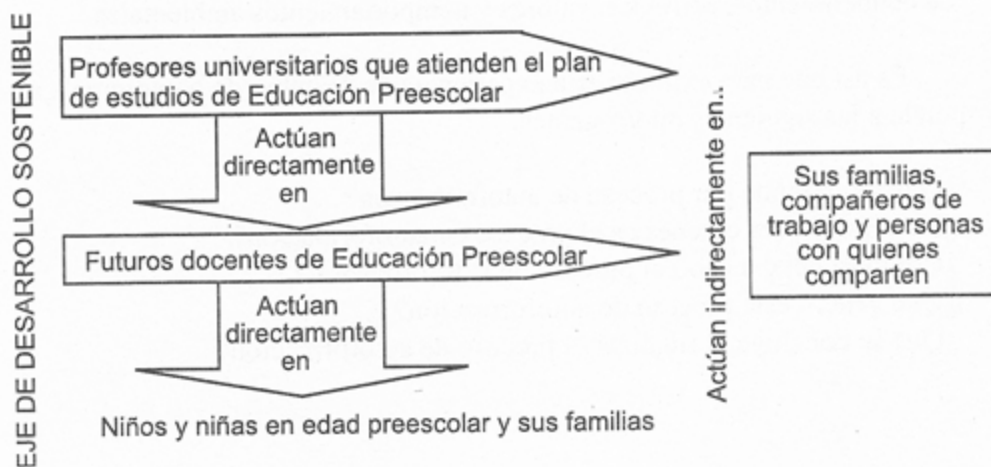 EJE DE DESARROLLO SOSTENIBLE
Profesores universitarios que atienden el plan
de estudios de Educación Preescolar
Actúan
directamente
en
Futuros docentes de Educación Preescolar
Actúan
directamente
en
Niños y niñas en edad preescolar y sus familias
Actúan indirectamente en..
Sus familias,
compañeros de
trabajo y personas
con quienes
comparten